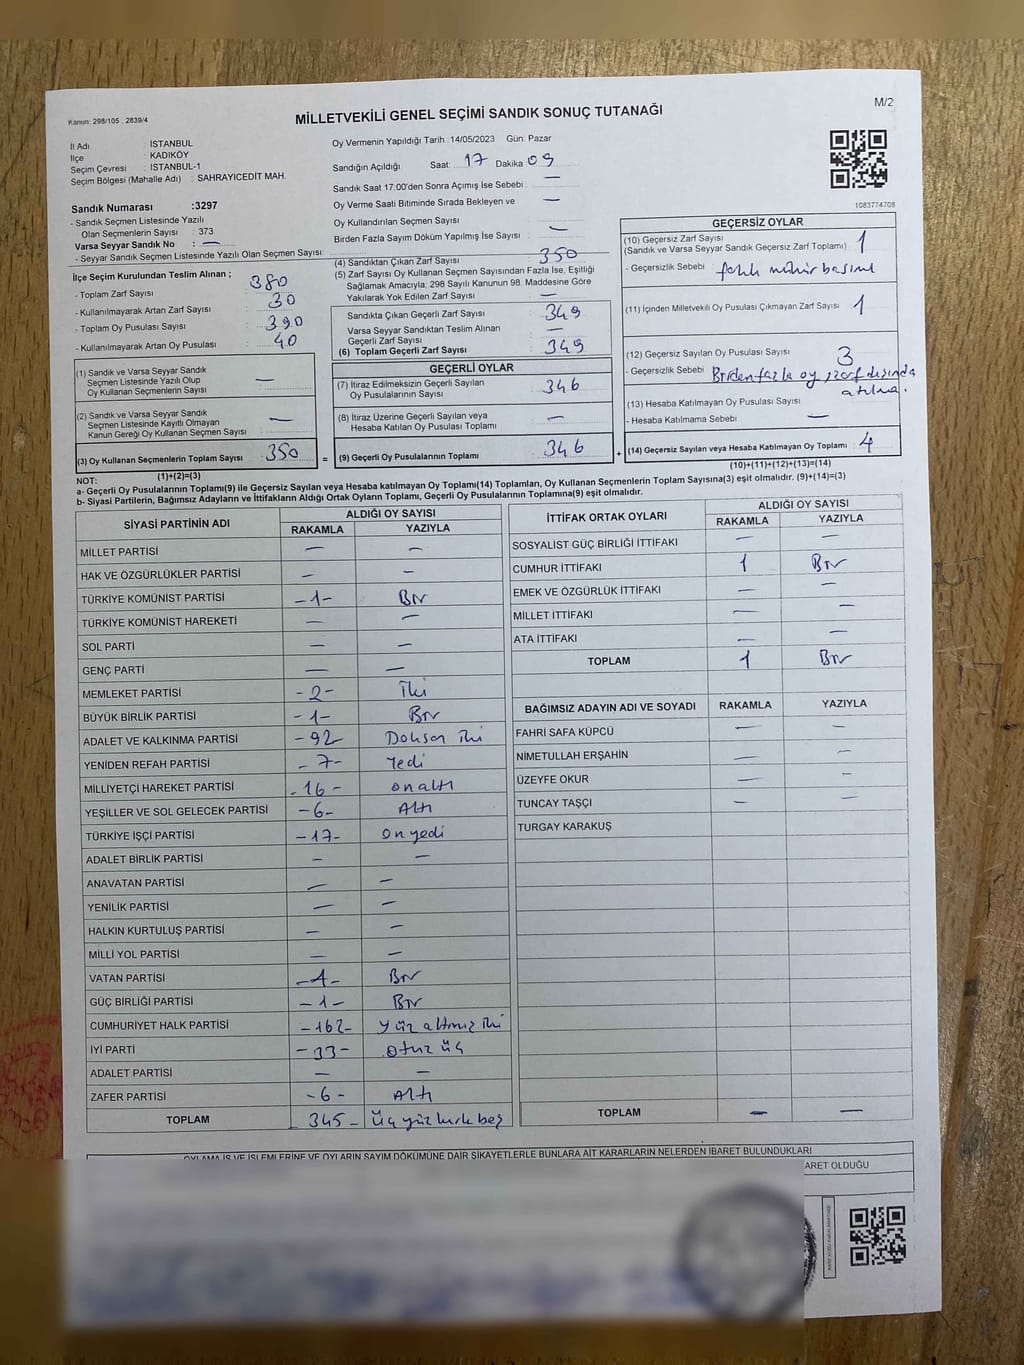 Kanun: 298/105 , 2839/4
MİLLETVEKİLİ GENEL SEÇİMİ SANDIK SONUÇ TUTANAĞI
M/2
İl Adı : İSTANBUL
İlçe : KADIKÖY
Seçim Çevresi : İSTANBUL-1
Seçim Bölgesi (Mahalle Adı) : SAHRAYICEDİT MAH.
Oy Vermenin Yapıldığı Tarih : 14/05/2023 Gün: Pazar
Sandığın Açıldığı Saat: 17 Dakika 09
Sandık Saat 17.00'den Sonra Açımış İse Sebebi : —
Oy Verme Saati Bitiminde Sırada Bekleyen ve
Oy Kullandırılan Seçmen Sayısı —
Birden Fazla Sayım Döküm Yapılmış İse Sayısı —
1083774708
Sandık Numarası :3297
- Sandık Seçmen Listesinde Yazılı
Olan Seçmenlerin Sayısı : 373
Varsa Seyyar Sandık No : —
- Seyyar Sandık Seçmen Listesinde Yazılı Olan Seçmen Sayısı:
İlçe Seçim Kurulundan Teslim Alınan ;
- Toplam Zarf Sayısı : 380
- Kullanılmayarak Artan Zarf Sayısı : 30
- Toplam Oy Pusulası Sayısı : 390
- Kullanılmayarak Artan Oy Pusulası : 40
(1) Sandık ve Varsa Seyyar Sandık
Seçmen Listesinde Yazılı Olup
Oy Kullanan Seçmenlerin Sayısı : —
(2) Sandık ve Varsa Seyyar Sandık
Seçmen Listesinde Kayıtlı Olmayan
Kanun Gereği Oy Kullanan Seçmen Sayısı : —
(3) Oy Kullanan Seçmenlerin Toplam Sayısı : 350
(4) Sandıktan Çıkan Zarf Sayısı : 350
(5) Zarf Sayısı Oy Kullanan Seçmen Sayısından Fazla İse, Eşitliği
Sağlamak Amacıyla, 298 Sayılı Kanunun 98. Maddesine Göre
Yakılarak Yok Edilen Zarf Sayısı : —
Sandıkta Çıkan Geçerli Zarf Sayısı : 349
Varsa Seyyar Sandıktan Teslim Alınan
Geçerli Zarf Sayısı : —
(6) Toplam Geçerli Zarf Sayısı : 349
GEÇERLİ OYLAR
(7) İtiraz Edilmeksizin Geçerli Sayılan
Oy Pusulalarının Sayısı : 346
(8) İtiraz Üzerine Geçerli Sayılan veya
Hesaba Katılan Oy Pusulası Toplamı : —
= (9) Geçerli Oy Pusulalarının Toplamı : 346
GEÇERSİZ OYLAR
(10) Geçersiz Zarf Sayısı
(Sandık ve Varsa Seyyar Sandık Geçersiz Zarf Toplamı) : 1
- Geçersizlik Sebebi : farklı mühür basımı
(11) İçinden Milletvekili Oy Pusulası Çıkmayan Zarf Sayısı : 1
(12) Geçersiz Sayılan Oy Pusulası Sayısı : 3
- Geçersizlik Sebebi : Birden fazla oy, zarf dışında
atılma.
(13) Hesaba Katılmayan Oy Pusulası Sayısı
- Hesaba Katılmama Sebebi : —
+ (14) Geçersiz Sayılan veya Hesaba Katılmayan Oy Toplamı : 4
NOT: (1)+(2)=(3)
(10)+(11)+(12)+(13)=(14)
a- Geçerli Oy Pusulalarının Toplamı(9) ile Geçersiz Sayılan veya Hesaba katılmayan Oy Toplamı(14) Toplamları, Oy Kullanan Seçmenlerin Toplam Sayısına(3) eşit olmalıdır. (9)+(14)=(3)
b- Siyasi Partilerin, Bağımsız Adayların ve İttifakların Aldığı Ortak Oyların Toplamı, Geçerli Oy Pusulalarının Toplamına(9) eşit olmalıdır.
SİYASİ PARTİNİN ADI ALDIĞI OY SAYISI
RAKAMLA YAZIYLA
MİLLET PARTİSİ — —
HAK VE ÖZGÜRLÜKLER PARTİSİ — —
TÜRKİYE KOMÜNİST PARTİSİ -1- Bir
TÜRKİYE KOMÜNİST HAREKETİ — —
SOL PARTİ — —
GENÇ PARTİ — —
MEMLEKET PARTİSİ -2- İki
BÜYÜK BİRLİK PARTİSİ -1- Bir
ADALET VE KALKINMA PARTİSİ -92 Doksan iki
YENİDEN REFAH PARTİSİ -7- Yedi
MİLLİYETÇİ HAREKET PARTİSİ -16- onaltı
YEŞİLLER VE SOL GELECEK PARTİSİ -6- Altı
TÜRKİYE İŞÇİ PARTİSİ -17- onyedi
ADALET BİRLİK PARTİSİ — —
ANAVATAN PARTİSİ — —
YENİLİK PARTİSİ — —
HALKIN KURTULUŞ PARTİSİ — —
MİLLİ YOL PARTİSİ — —
VATAN PARTİSİ -1- Bir
GÜÇ BİRLİĞİ PARTİSİ -1- Bir
CUMHURİYET HALK PARTİSİ -162- yüz altmış iki
İYİ PARTİ -33- otuz üç
ADALET PARTİSİ — —
ZAFER PARTİSİ -6- Altı
TOPLAM - 345 - üç yüz kırk beş
İTTİFAK ORTAK OYLARI ALDIĞI OY SAYISI
RAKAMLA YAZIYLA
SOSYALİST GÜÇ BİRLİĞİ İTTİFAKI — —
CUMHUR İTTİFAKI 1 Bir
EMEK VE ÖZGÜRLÜK İTTİFAKI — —
MİLLET İTTİFAKI — —
ATA İTTİFAKI — —
TOPLAM 1 Bir
BAĞIMSIZ ADAYIN ADI VE SOYADI RAKAMLA YAZIYLA
FAHRİ SAFA KÜPCÜ — —
NİMETULLAH ERŞAHİN — —
ÜZEYFE OKUR — —
TUNCAY TAŞÇI — —
TURGAY KARAKUŞ
TOPLAM — —
OYLAMA İŞ VE İŞLEMLERİNE VE OYLARIN SAYIM DÖKÜMÜNE DAİR ŞİKAYETLERLE BUNLARA AİT KARARLARIN NELERDEN İBARET BULUNDUKLARI
ARET OLDUĞU